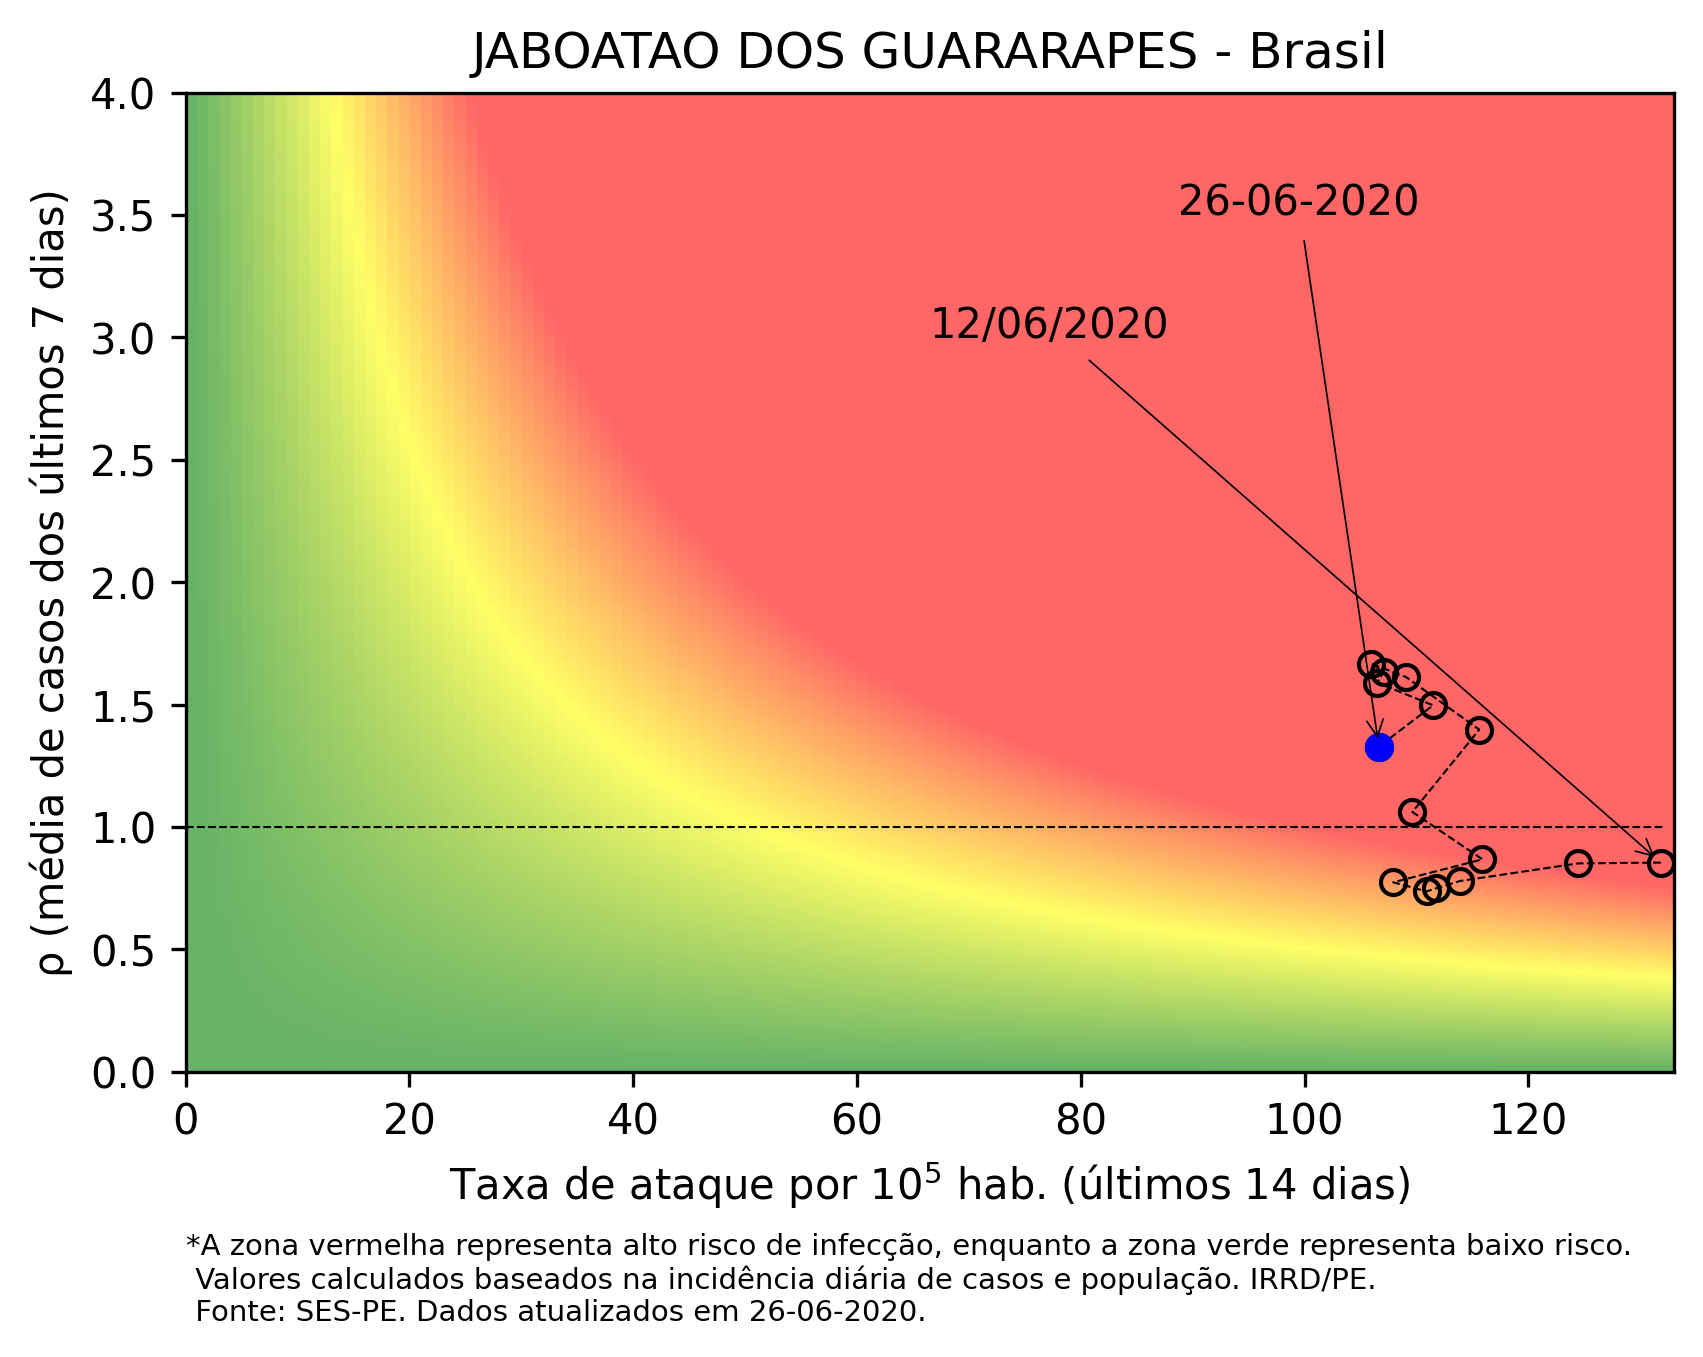 JABOATAO DOS GUARARAPES - Brasil
4.0
3.5
3.0
2.5
2.0
1.5
1.0
0.5
0.0
ρ (média de casos dos últimos 7 dias)
26-06-2020
12/06/2020
0 20 40 60 80 100 120
Taxa de ataque por 10⁵ hab. (últimos 14 dias)
*A zona vermelha representa alto risco de infecção, enquanto a zona verde representa baixo risco.
Valores calculados baseados na incidência diária de casos e população. IRRD/PE.
Fonte: SES-PE. Dados atualizados em 26-06-2020.